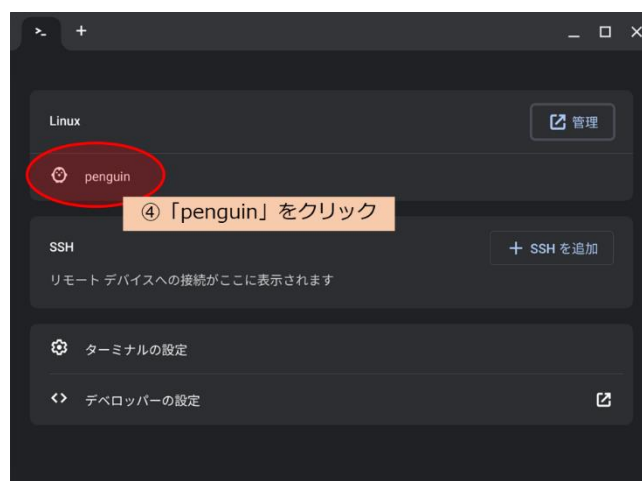 Linux
管理
penguin
④「penguin」をクリック
SSH
SSH を追加
リモート デバイスへの接続がここに表示されます
ターミナルの設定
デベロッパーの設定